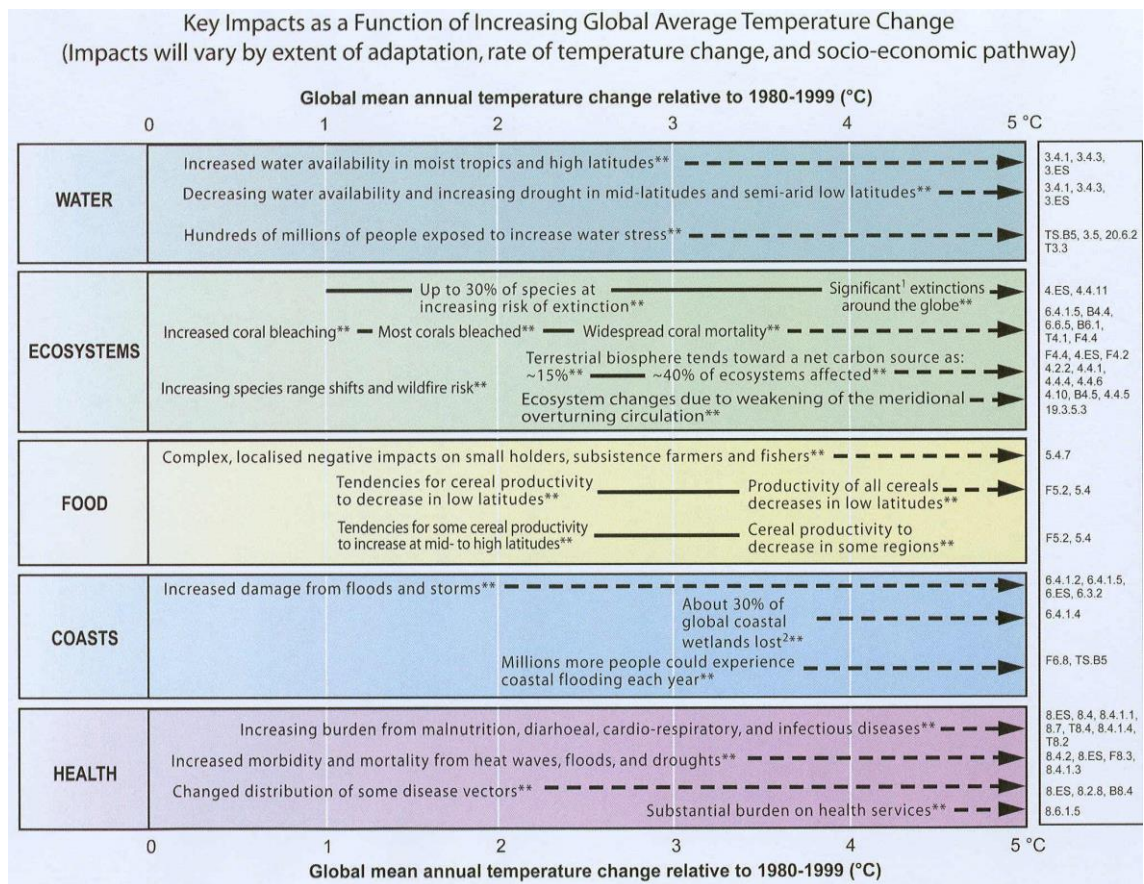 Key Impacts as a Function of Increasing Global Average Temperature Change
(Impacts will vary by extent of adaptation, rate of temperature change, and socio-economic pathway)
Global mean annual temperature change relative to 1980-1999 (°C)
0 1 2 3 4 5 °C
WATER
Increased water availability in moist tropics and high latitudes**
3.4.1, 3.4.3,
3.ES
Decreasing water availability and increasing drought in mid-latitudes and semi-arid low latitudes**
3.4.1, 3.4.3,
3.ES
Hundreds of millions of people exposed to increase water stress**
TS.B5, 3.5, 20.6.2
T3.3
ECOSYSTEMS
Up to 30% of species at
increasing risk of extinction**
Significant¹ extinctions
around the globe**
4.ES, 4.4.11
Increased coral bleaching** Most corals bleached** Widespread coral mortality**
6.4.1.5, B4.4,
6.6.5, B6.1,
T4.1, F4.4
Terrestrial biosphere tends toward a net carbon source as:
~15%** ~40% of ecosystems affected**
F4.4, 4.ES, F4.2
4.2.2, 4.4.1,
4.4.4, 4.4.6
4.10, B4.5, 4.4.5
Increasing species range shifts and wildfire risk**
Ecosystem changes due to weakening of the meridional
overturning circulation**
19.3.5.3
FOOD
Complex, localised negative impacts on small holders, subsistence farmers and fishers**
5.4.7
Tendencies for cereal productivity
to decrease in low latitudes**
Productivity of all cereals
decreases in low latitudes**
F5.2, 5.4
Tendencies for some cereal productivity
to increase at mid- to high latitudes**
Cereal productivity to
decrease in some regions**
F5.2, 5.4
COASTS
Increased damage from floods and storms**
6.4.1.2, 6.4.1.5,
6.ES, 6.3.2
About 30% of
global coastal
wetlands lost²**
6.4.1.4
Millions more people could experience
coastal flooding each year**
F6.8, TS.B5
HEALTH
Increasing burden from malnutrition, diarhoeal, cardio-respiratory, and infectious diseases**
8.ES, 8.4, 8.4.1.1,
8.7, T8.4, 8.4.1.4,
T8.2
Increased morbidity and mortality from heat waves, floods, and droughts**
8.4.2, 8.ES, F8.3,
8.4.1.3
Changed distribution of some disease vectors**
8.ES, 8.2.8, B8.4
Substantial burden on health services**
8.6.1.5
0 1 2 3 4 5 °C
Global mean annual temperature change relative to 1980-1999 (°C)